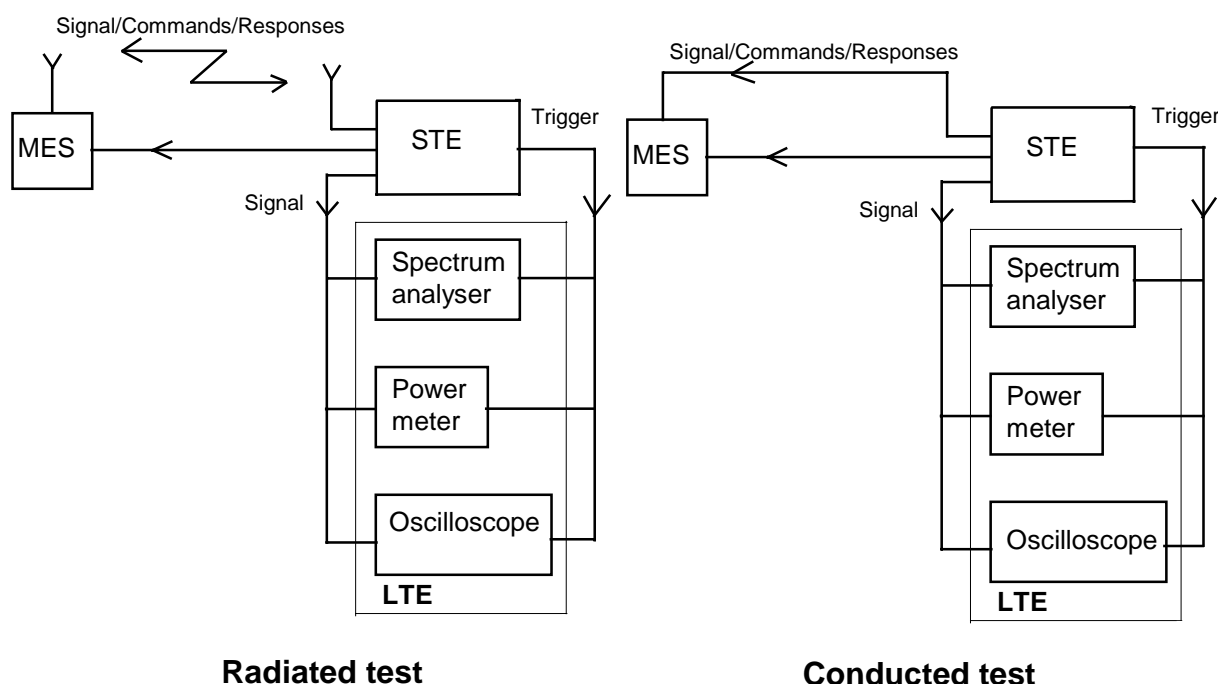 Signal/Commands/Responses
MES
STE
Trigger
Signal
Spectrum
analyser
Power
meter
Oscilloscope
LTE
Radiated test
Signal/Commands/Responses
MES
STE
Trigger
Signal
Spectrum
analyser
Power
meter
Oscilloscope
LTE
Conducted test